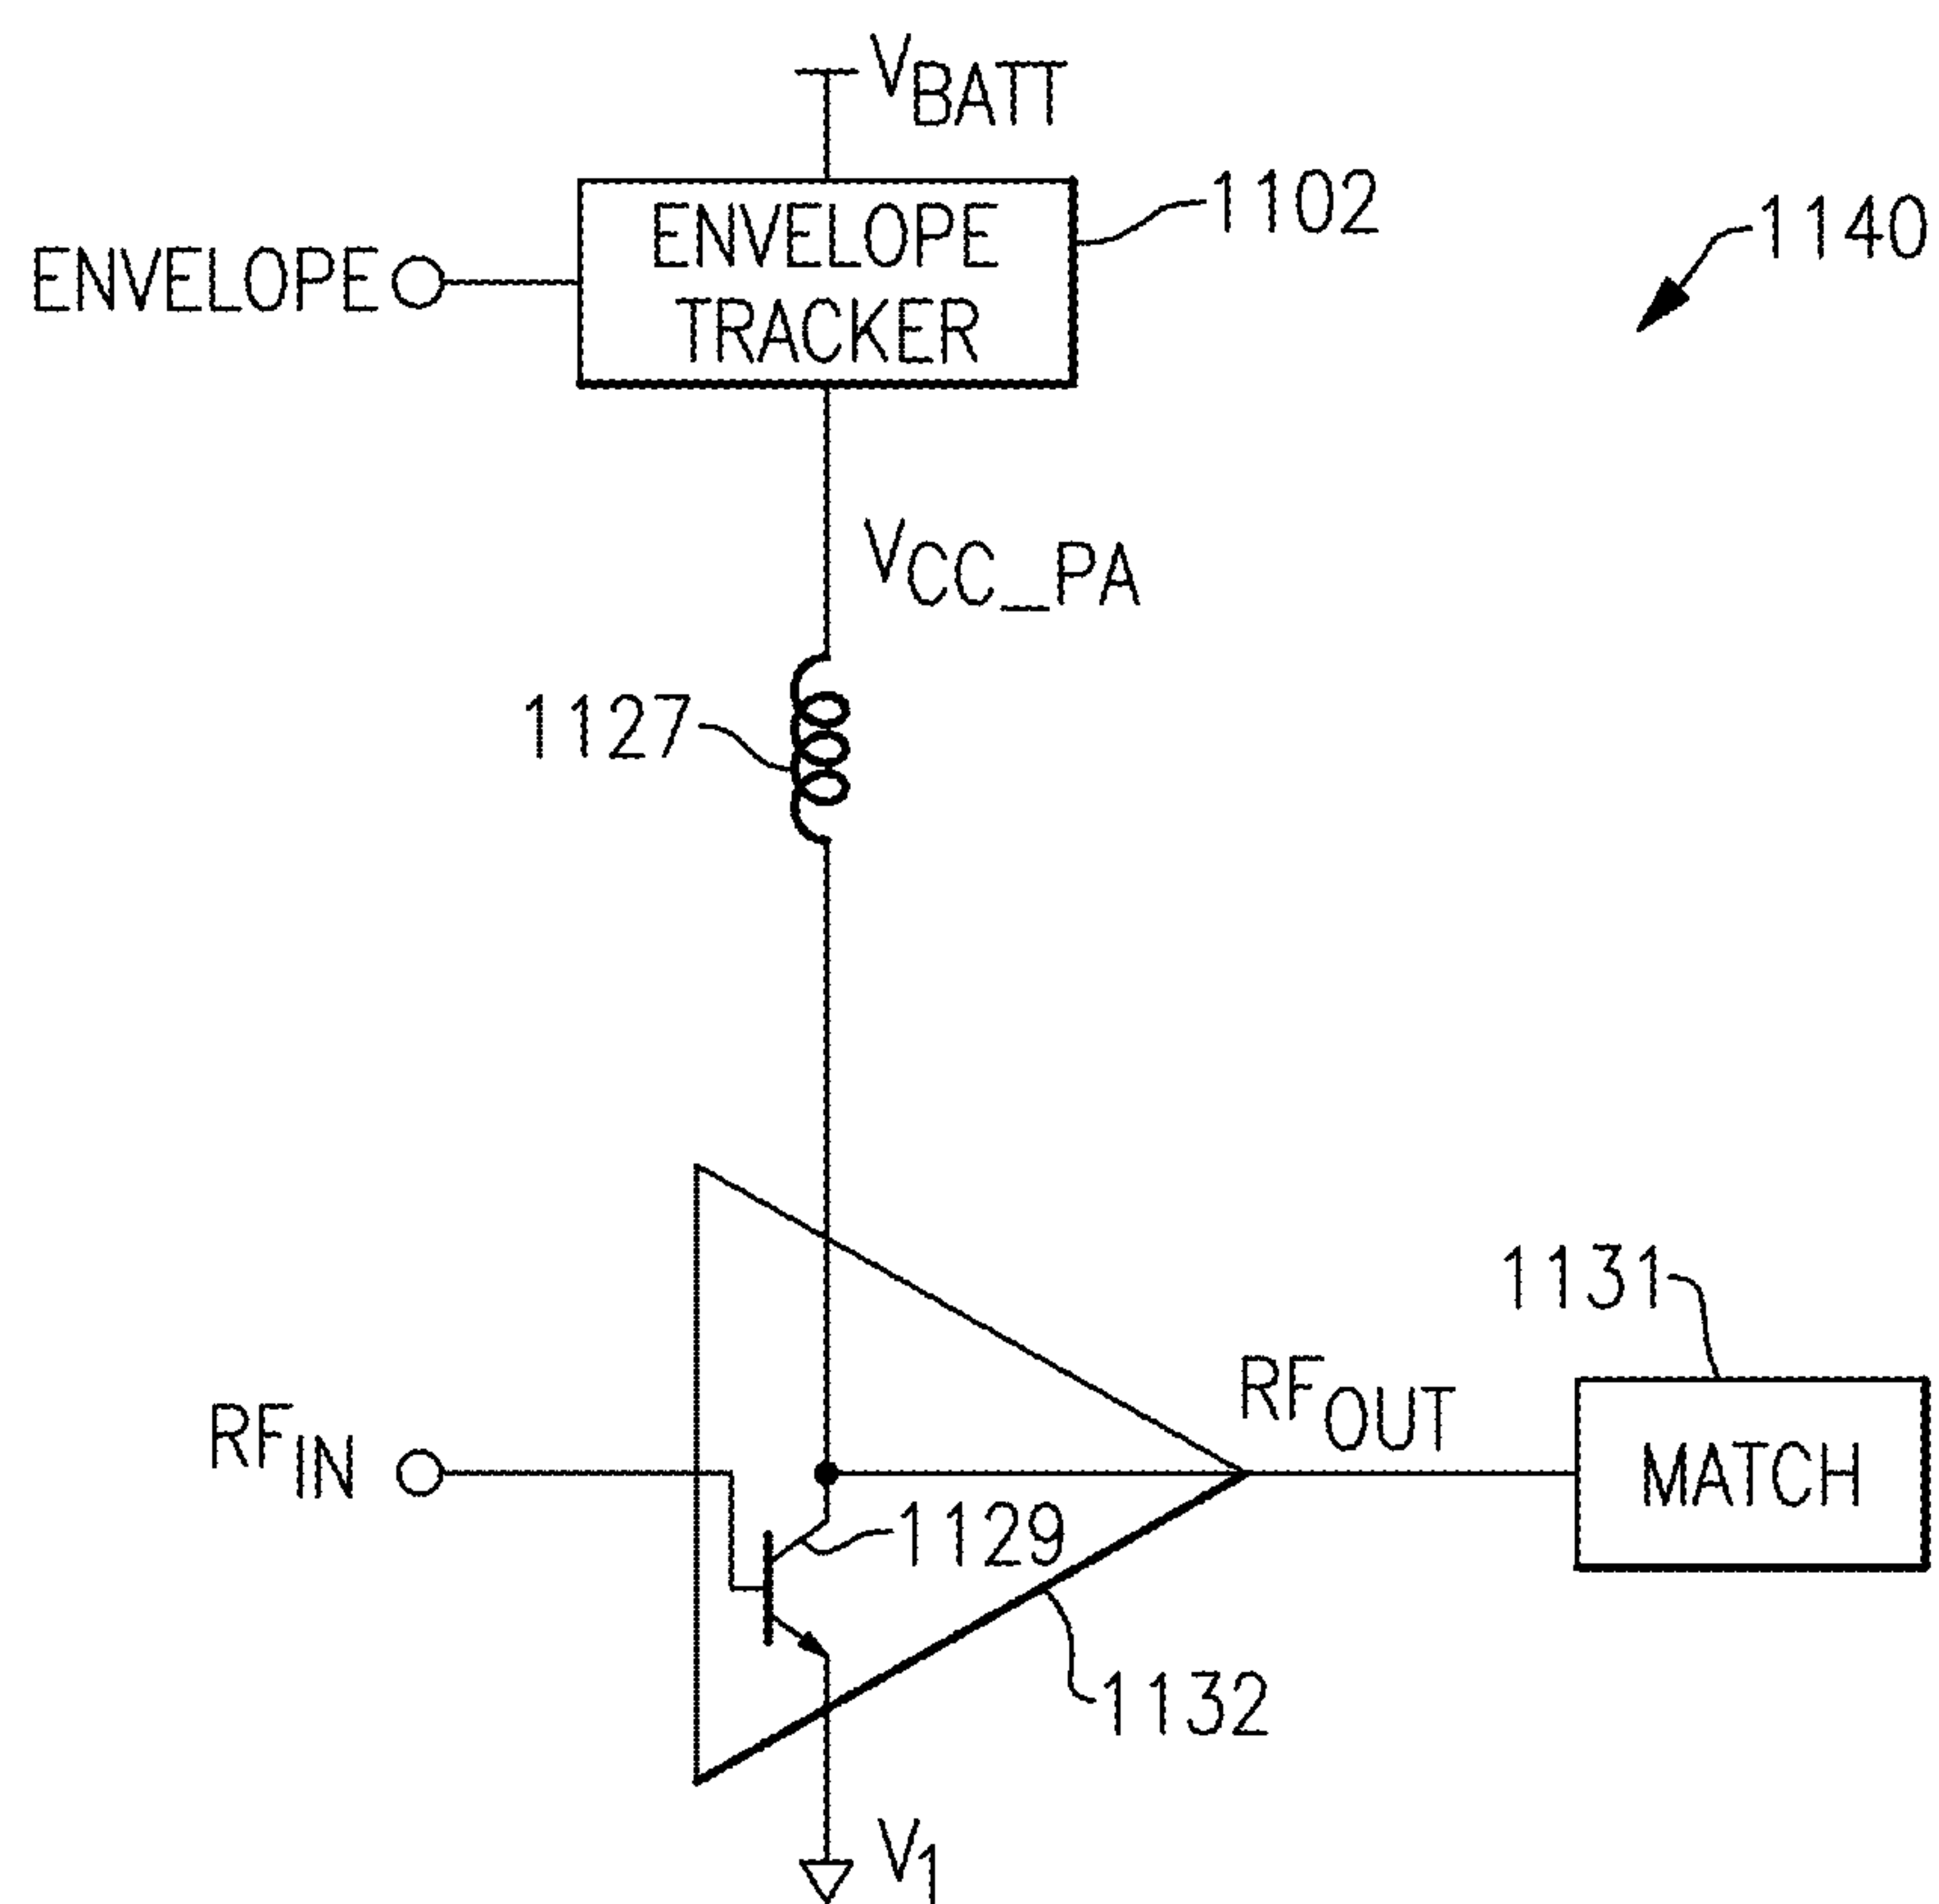 VBATT
1102
1140
ENVELOPE
ENVELOPE
TRACKER
VCC_PA
1127
1131
RFOUT
RFIN
MATCH
1129
1132
V1